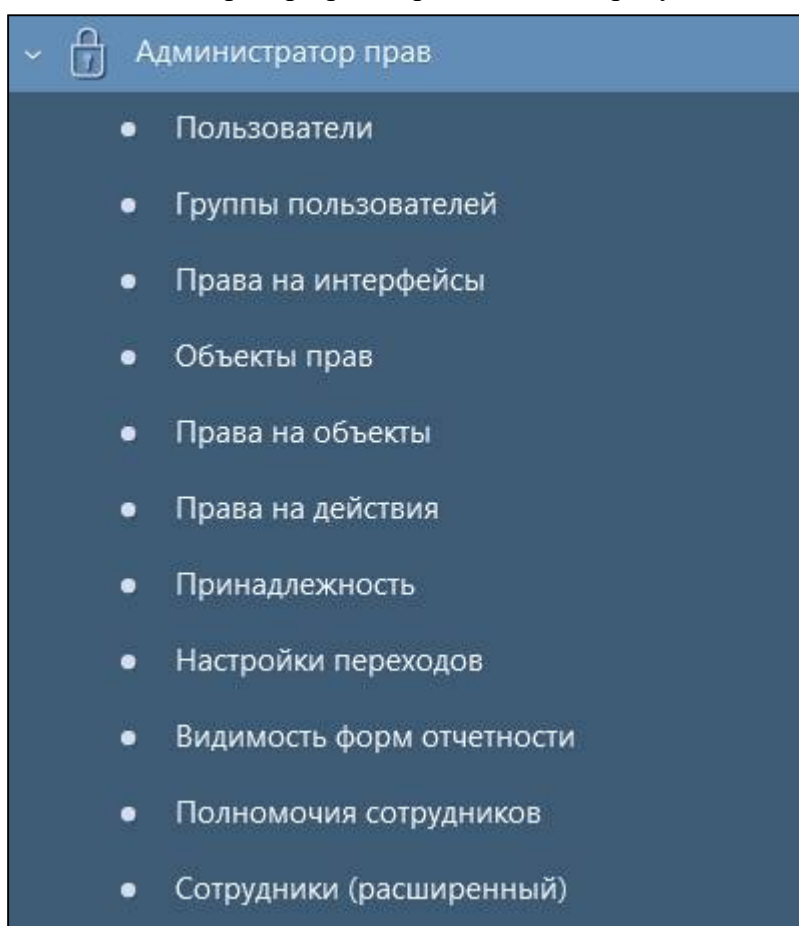 Администратор прав
Пользователи
Группы пользователей
Права на интерфейсы
Объекты прав
Права на объекты
Права на действия
Принадлежность
Настройки переходов
Видимость форм отчетности
Полномочия сотрудников
Сотрудники (расширенный)